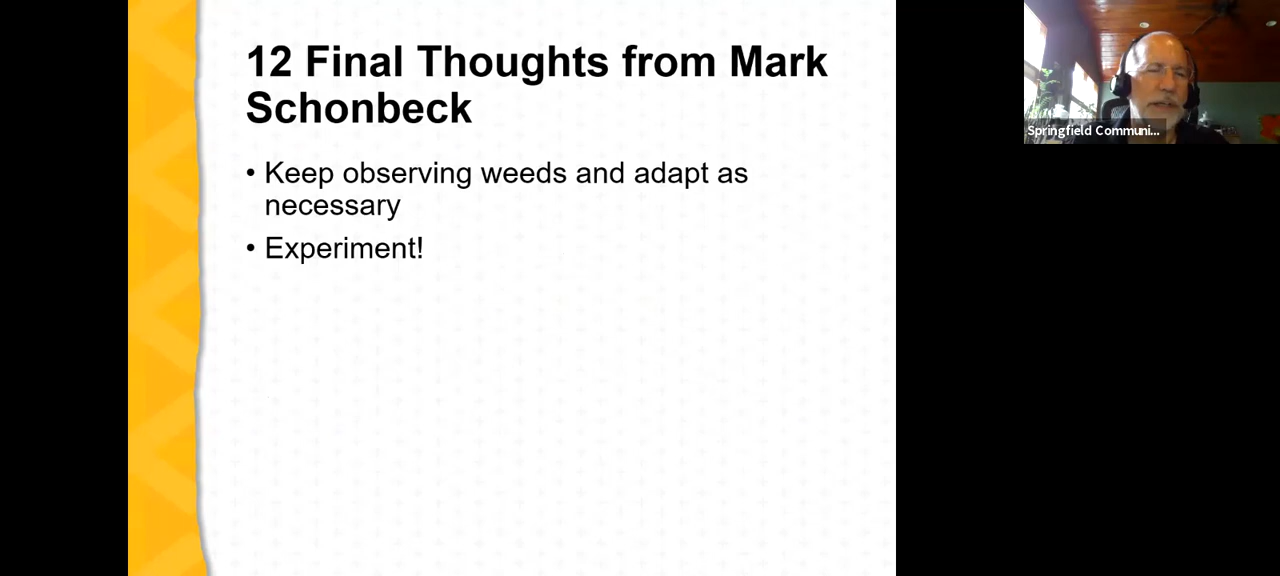 12 Final Thoughts from Mark
Schonbeck
• Keep observing weeds and adapt as
necessary
• Experiment!
Springfield Communi...